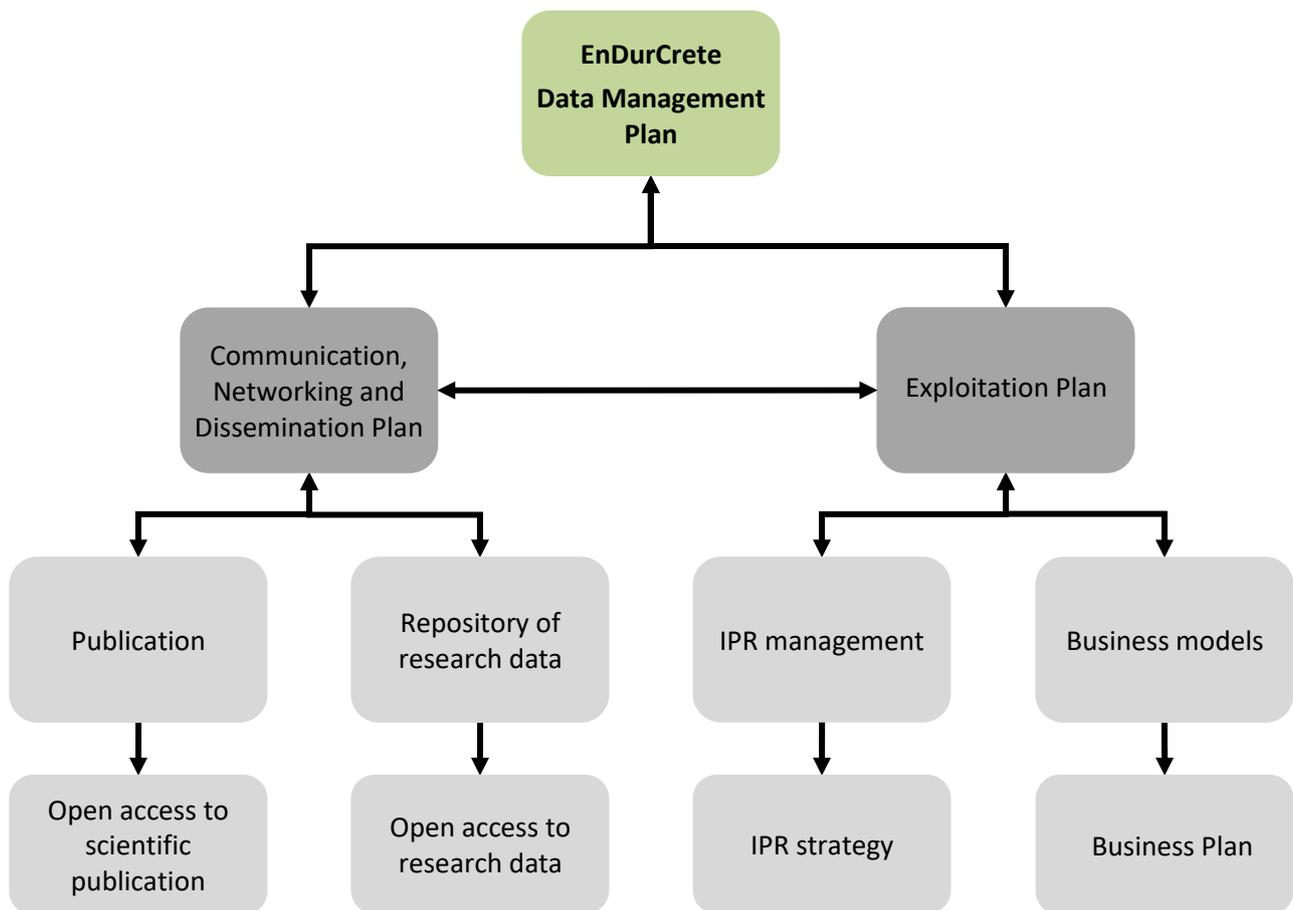 EnDurCrete
Data Management
Plan
Communication,
Networking and
Dissemination Plan
Exploitation Plan
Publication
Repository of
research data
IPR management
Business models
Open access to
scientific
publication
Open access to
research data
IPR strategy
Business Plan